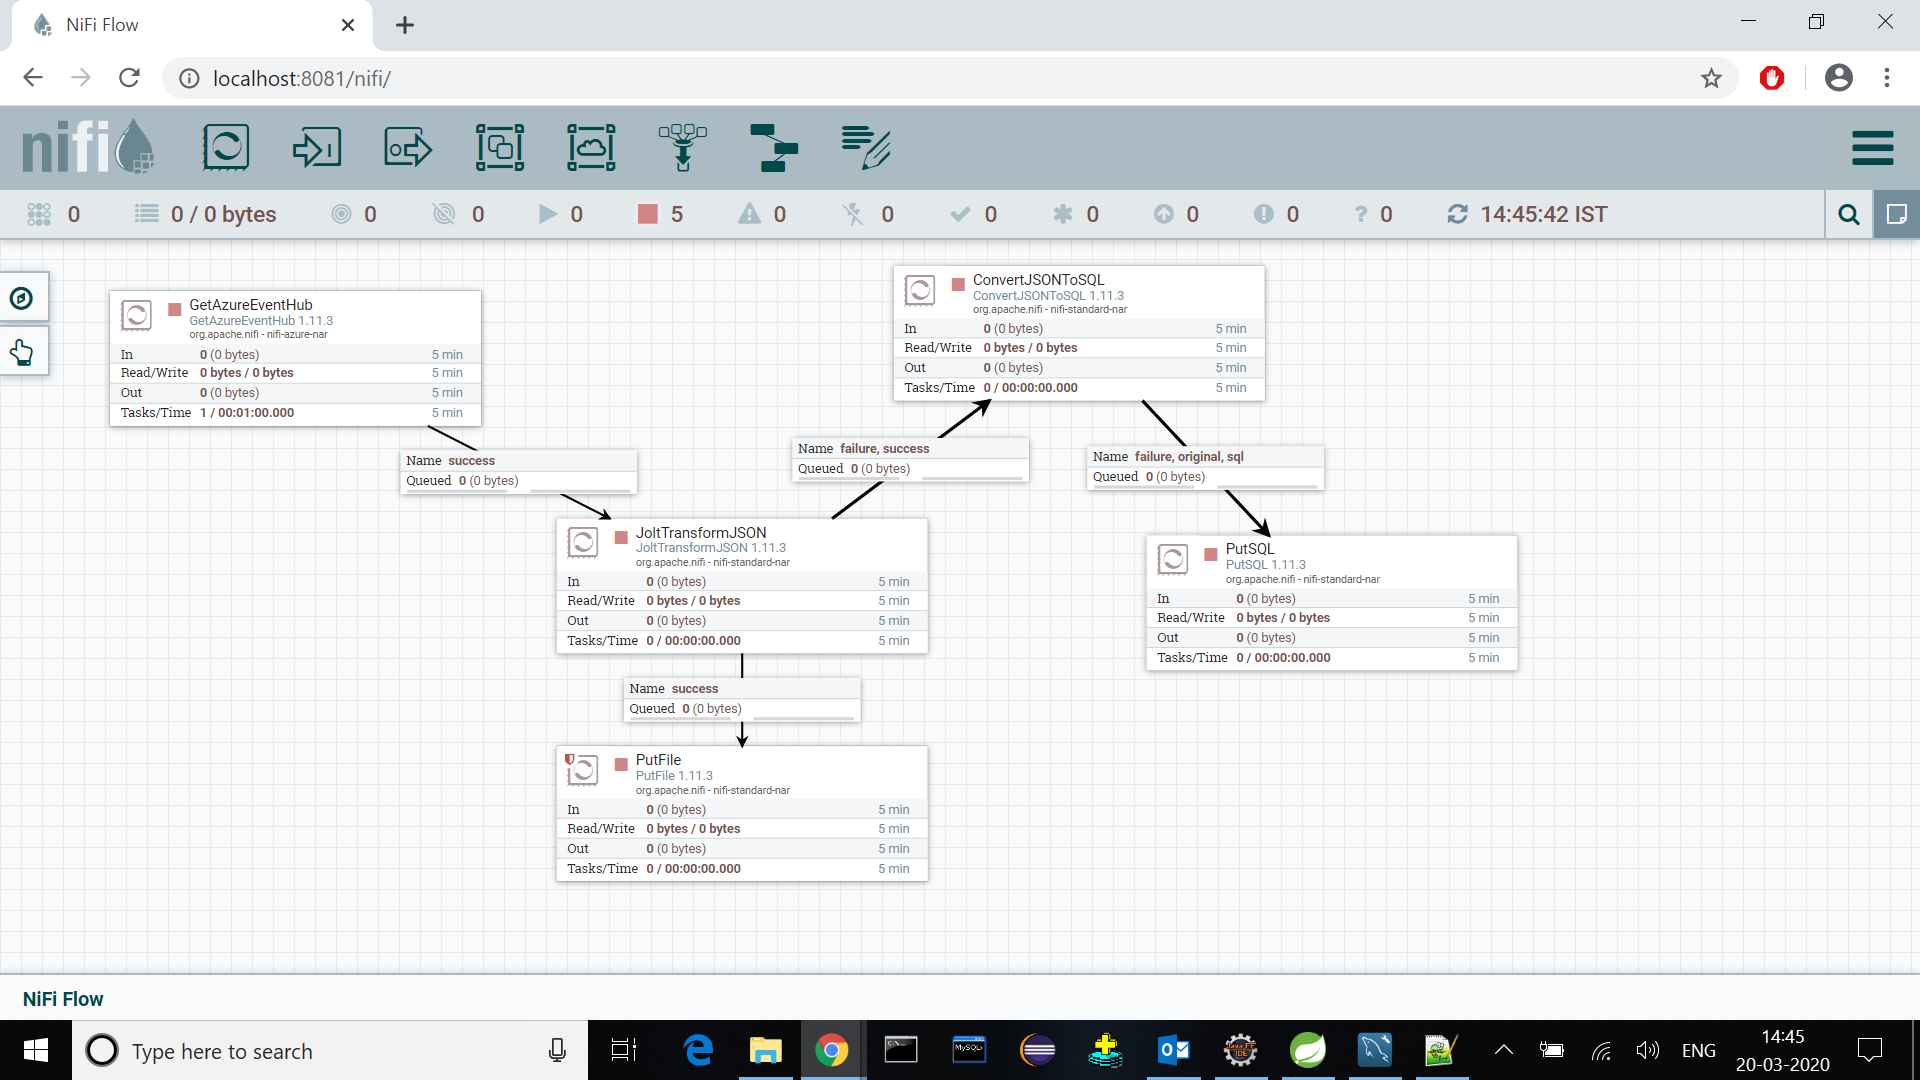 NiFi Flow
localhost:8081/nifi/
nifi
0
0 / 0 bytes
0
0
0
5
0
0
0
0
0
0
? 0
14:45:42 IST
GetAzureEventHub
GetAzureEventHub 1.11.3
org.apache.nifi - nifi-azure-nar
In 0 (0 bytes) 5 min
Read/Write 0 bytes / 0 bytes 5 min
Out 0 (0 bytes) 5 min
Tasks/Time 1 / 00:01:00.000 5 min
ConvertJSONToSQL
ConvertJSONToSQL 1.11.3
org.apache.nifi - nifi-standard-nar
In 0 (0 bytes) 5 min
Read/Write 0 bytes / 0 bytes 5 min
Out 0 (0 bytes) 5 min
Tasks/Time 0 / 00:00:00.000 5 min
Name success
Queued 0 (0 bytes)
Name failure, success
Queued 0 (0 bytes)
Name failure, original, sql
Queued 0 (0 bytes)
JoltTransformJSON
JoltTransformJSON 1.11.3
org.apache.nifi - nifi-standard-nar
In 0 (0 bytes) 5 min
Read/Write 0 bytes / 0 bytes 5 min
Out 0 (0 bytes) 5 min
Tasks/Time 0 / 00:00:00.000 5 min
PutSQL
PutSQL 1.11.3
org.apache.nifi - nifi-standard-nar
In 0 (0 bytes) 5 min
Read/Write 0 bytes / 0 bytes 5 min
Out 0 (0 bytes) 5 min
Tasks/Time 0 / 00:00:00.000 5 min
Name success
Queued 0 (0 bytes)
PutFile
PutFile 1.11.3
org.apache.nifi - nifi-standard-nar
In 0 (0 bytes) 5 min
Read/Write 0 bytes / 0 bytes 5 min
Out 0 (0 bytes) 5 min
Tasks/Time 0 / 00:00:00.000 5 min
NiFi Flow
Type here to search
MySQL
Java EE
IDE
ENG
14:45
20-03-2020